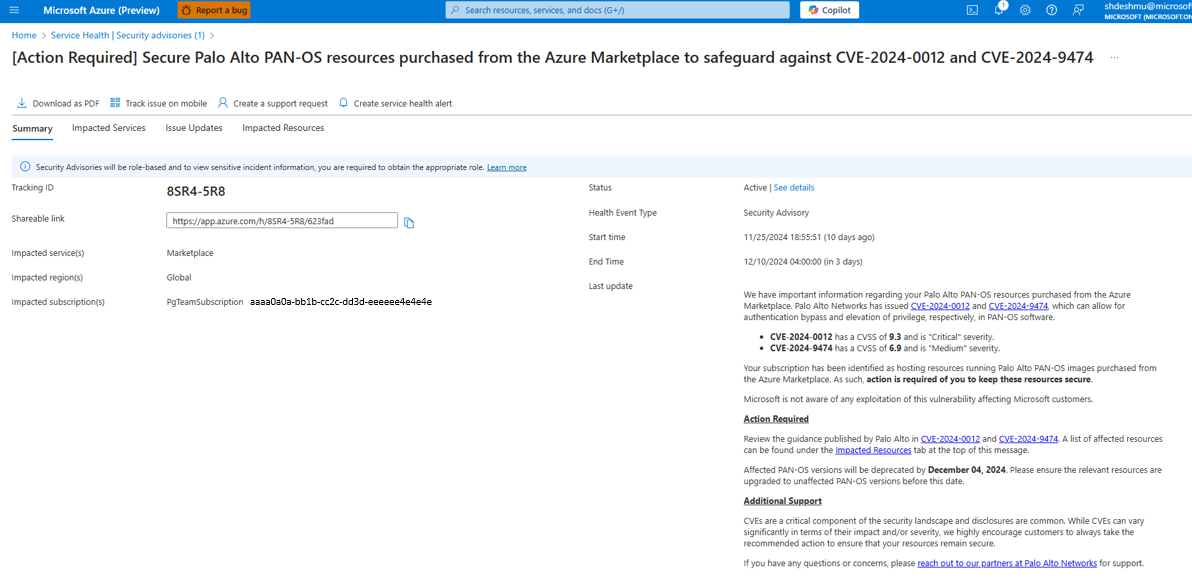 Microsoft Azure (Preview)
Report a bug
Search resources, services, and docs (G+/)
Copilot
1
shdeshmu@microsof
MICROSOFT (MICROSOFT.ON
Home > Service Health | Security advisories (1) >
[Action Required] Secure Palo Alto PAN-OS resources purchased from the Azure Marketplace to safeguard against CVE-2024-0012 and CVE-2024-9474 ...
Download as PDF
Track issue on mobile
Create a support request
Create service health alert
Summary
Impacted Services
Issue Updates
Impacted Resources
Security Advisories will be role-based and to view sensitive incident information, you are required to obtain the appropriate role. Learn more
Tracking ID
8SR4-5R8
Shareable link
https://app.azure.com/h/8SR4-5R8/623fad
Impacted service(s)
Marketplace
Impacted region(s)
Global
Impacted subscription(s)
PgTeamSubscription aaaa0a0a-bb1b-cc2c-dd3d-eeeeee4e4e4e
Status
Active | See details
Health Event Type
Security Advisory
Start time
11/25/2024 18:55:51 (10 days ago)
End Time
12/10/2024 04:00:00 (in 3 days)
Last update
We have important information regarding your Palo Alto PAN-OS resources purchased from the Azure
Marketplace. Palo Alto Networks has issued CVE-2024-0012 and CVE-2024-9474, which can allow for
authentication bypass and elevation of privilege, respectively, in PAN-OS software.
• CVE-2024-0012 has a CVSS of 9.3 and is "Critical" severity.
• CVE-2024-9474 has a CVSS of 6.9 and is "Medium" severity.
Your subscription has been identified as hosting resources running Palo Alto PAN-OS images purchased from
the Azure Marketplace. As such, action is required of you to keep these resources secure.
Microsoft is not aware of any exploitation of this vulnerability affecting Microsoft customers.
Action Required
Review the guidance published by Palo Alto in CVE-2024-0012 and CVE-2024-9474. A list of affected resources
can be found under the Impacted Resources tab at the top of this message.
Affected PAN-OS versions will be deprecated by December 04, 2024. Please ensure the relevant resources are
upgraded to unaffected PAN-OS versions before this date.
Additional Support
CVEs are a critical component of the security landscape and disclosures are common. While CVEs can vary
significantly in terms of their impact and/or severity, we highly encourage customers to always take the
recommended action to ensure that your resources remain secure.
If you have any questions or concerns, please reach out to our partners at Palo Alto Networks for support.